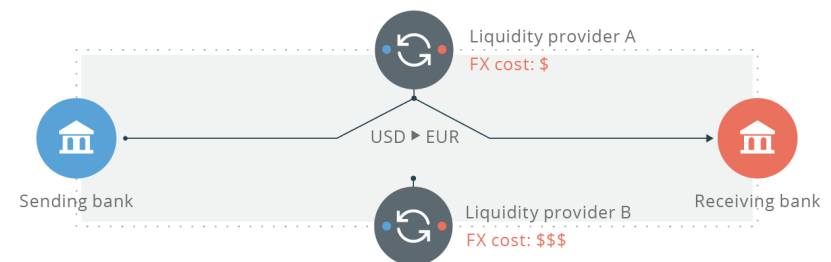 Liquidity provider A
FX cost: $
USD ▶ EUR
Sending bank
Receiving bank
Liquidity provider B
FX cost: $$$